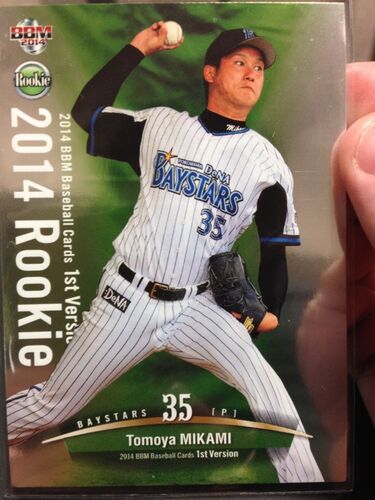 BBM
2014
Rookie
2014 Rookie
2014 BBM Baseball Cards 1st Version
YOKOHAMA DeNA
BAYSTARS
35
DeNA
BAYSTARS 35 [P]
Tomoya MIKAMI
2014 BBM Baseball Cards 1st Version